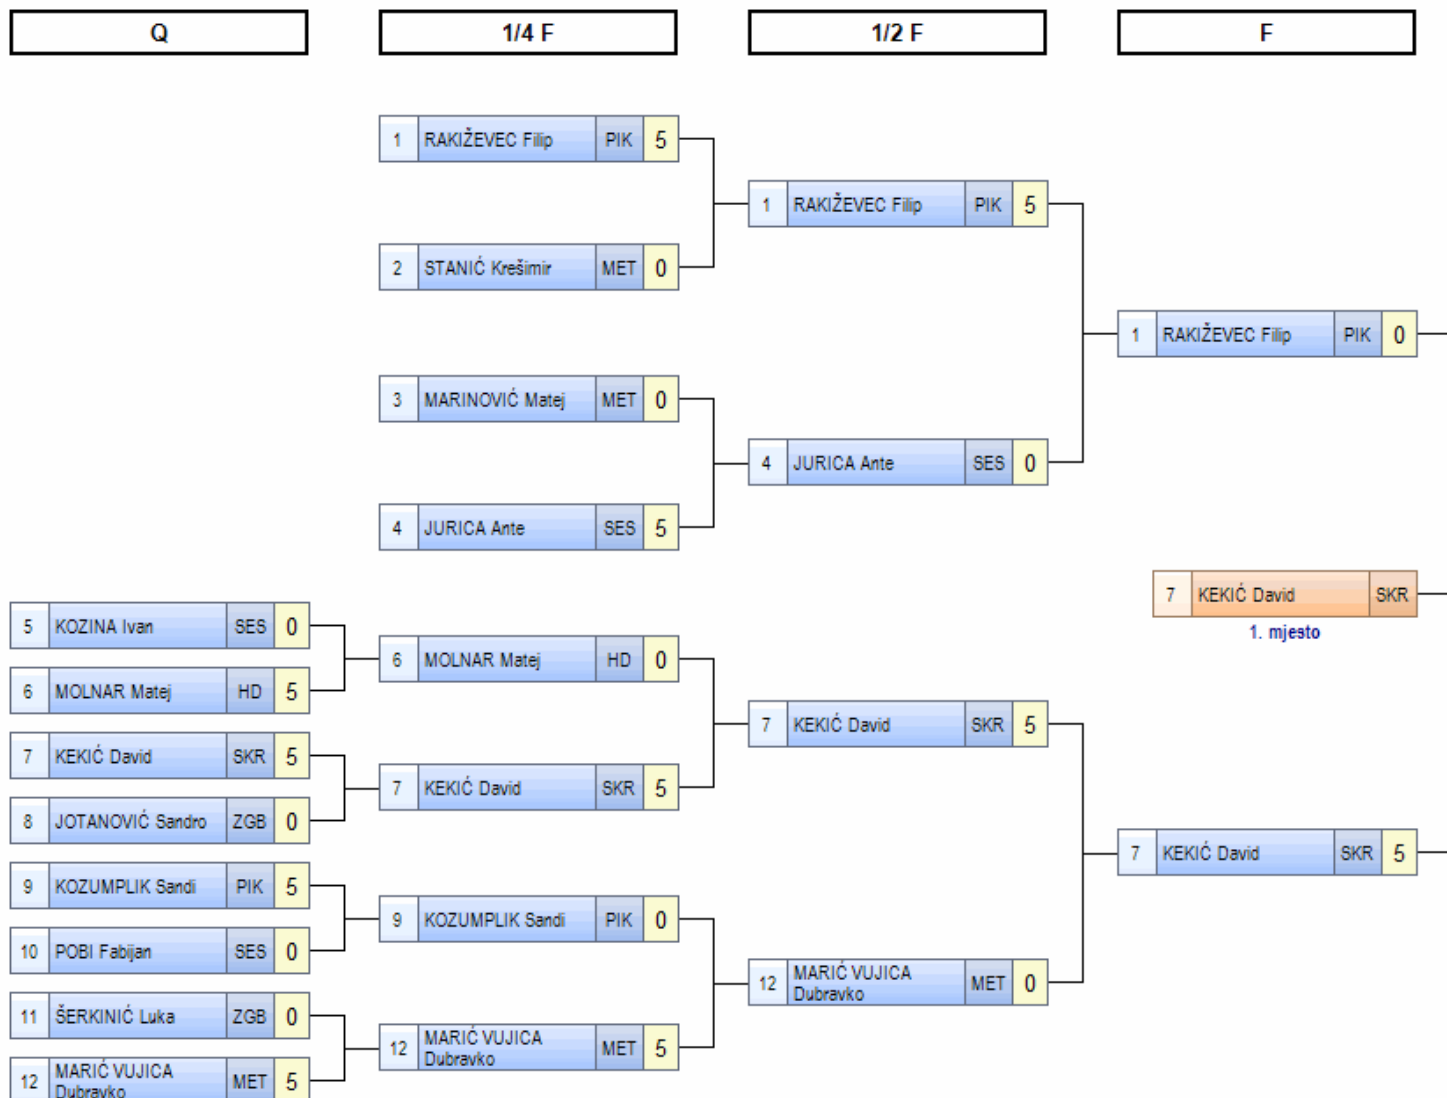 Q 1/4 F 1/2 F F
1 RAKIŽEVEC Filip PIK 5
2 STANIĆ Krešimir MET 0
3 MARINOVIĆ Matej MET 0
4 JURICA Ante SES 5
5 KOZINA Ivan SES 0
6 MOLNAR Matej HD 5
7 KEKIĆ David SKR 5
8 JOTANOVIĆ Sandro ZGB 0
9 KOZUMPLIK Sandi PIK 5
10 POBI Fabijan SES 0
11 ŠERKINIĆ Luka ZGB 0
12 MARIĆ VUJICA
Dubravko MET 5
6 MOLNAR Matej HD 0
7 KEKIĆ David SKR 5
9 KOZUMPLIK Sandi PIK 0
12 MARIĆ VUJICA
Dubravko MET 5
1 RAKIŽEVEC Filip PIK 5
4 JURICA Ante SES 0
7 KEKIĆ David SKR 5
12 MARIĆ VUJICA
Dubravko MET 0
1 RAKIŽEVEC Filip PIK 0
7 KEKIĆ David SKR
1. mjesto
7 KEKIĆ David SKR 5